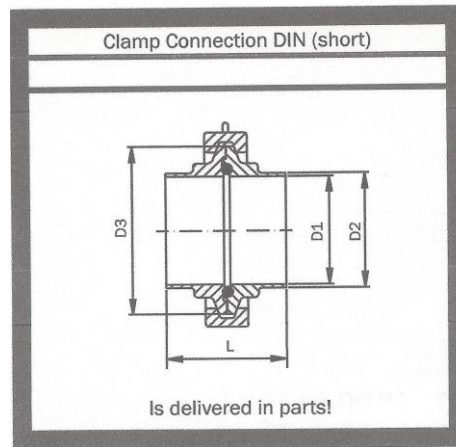 Clamp Connection DIN (short)
D3
D1
D2
L
Is delivered in parts!